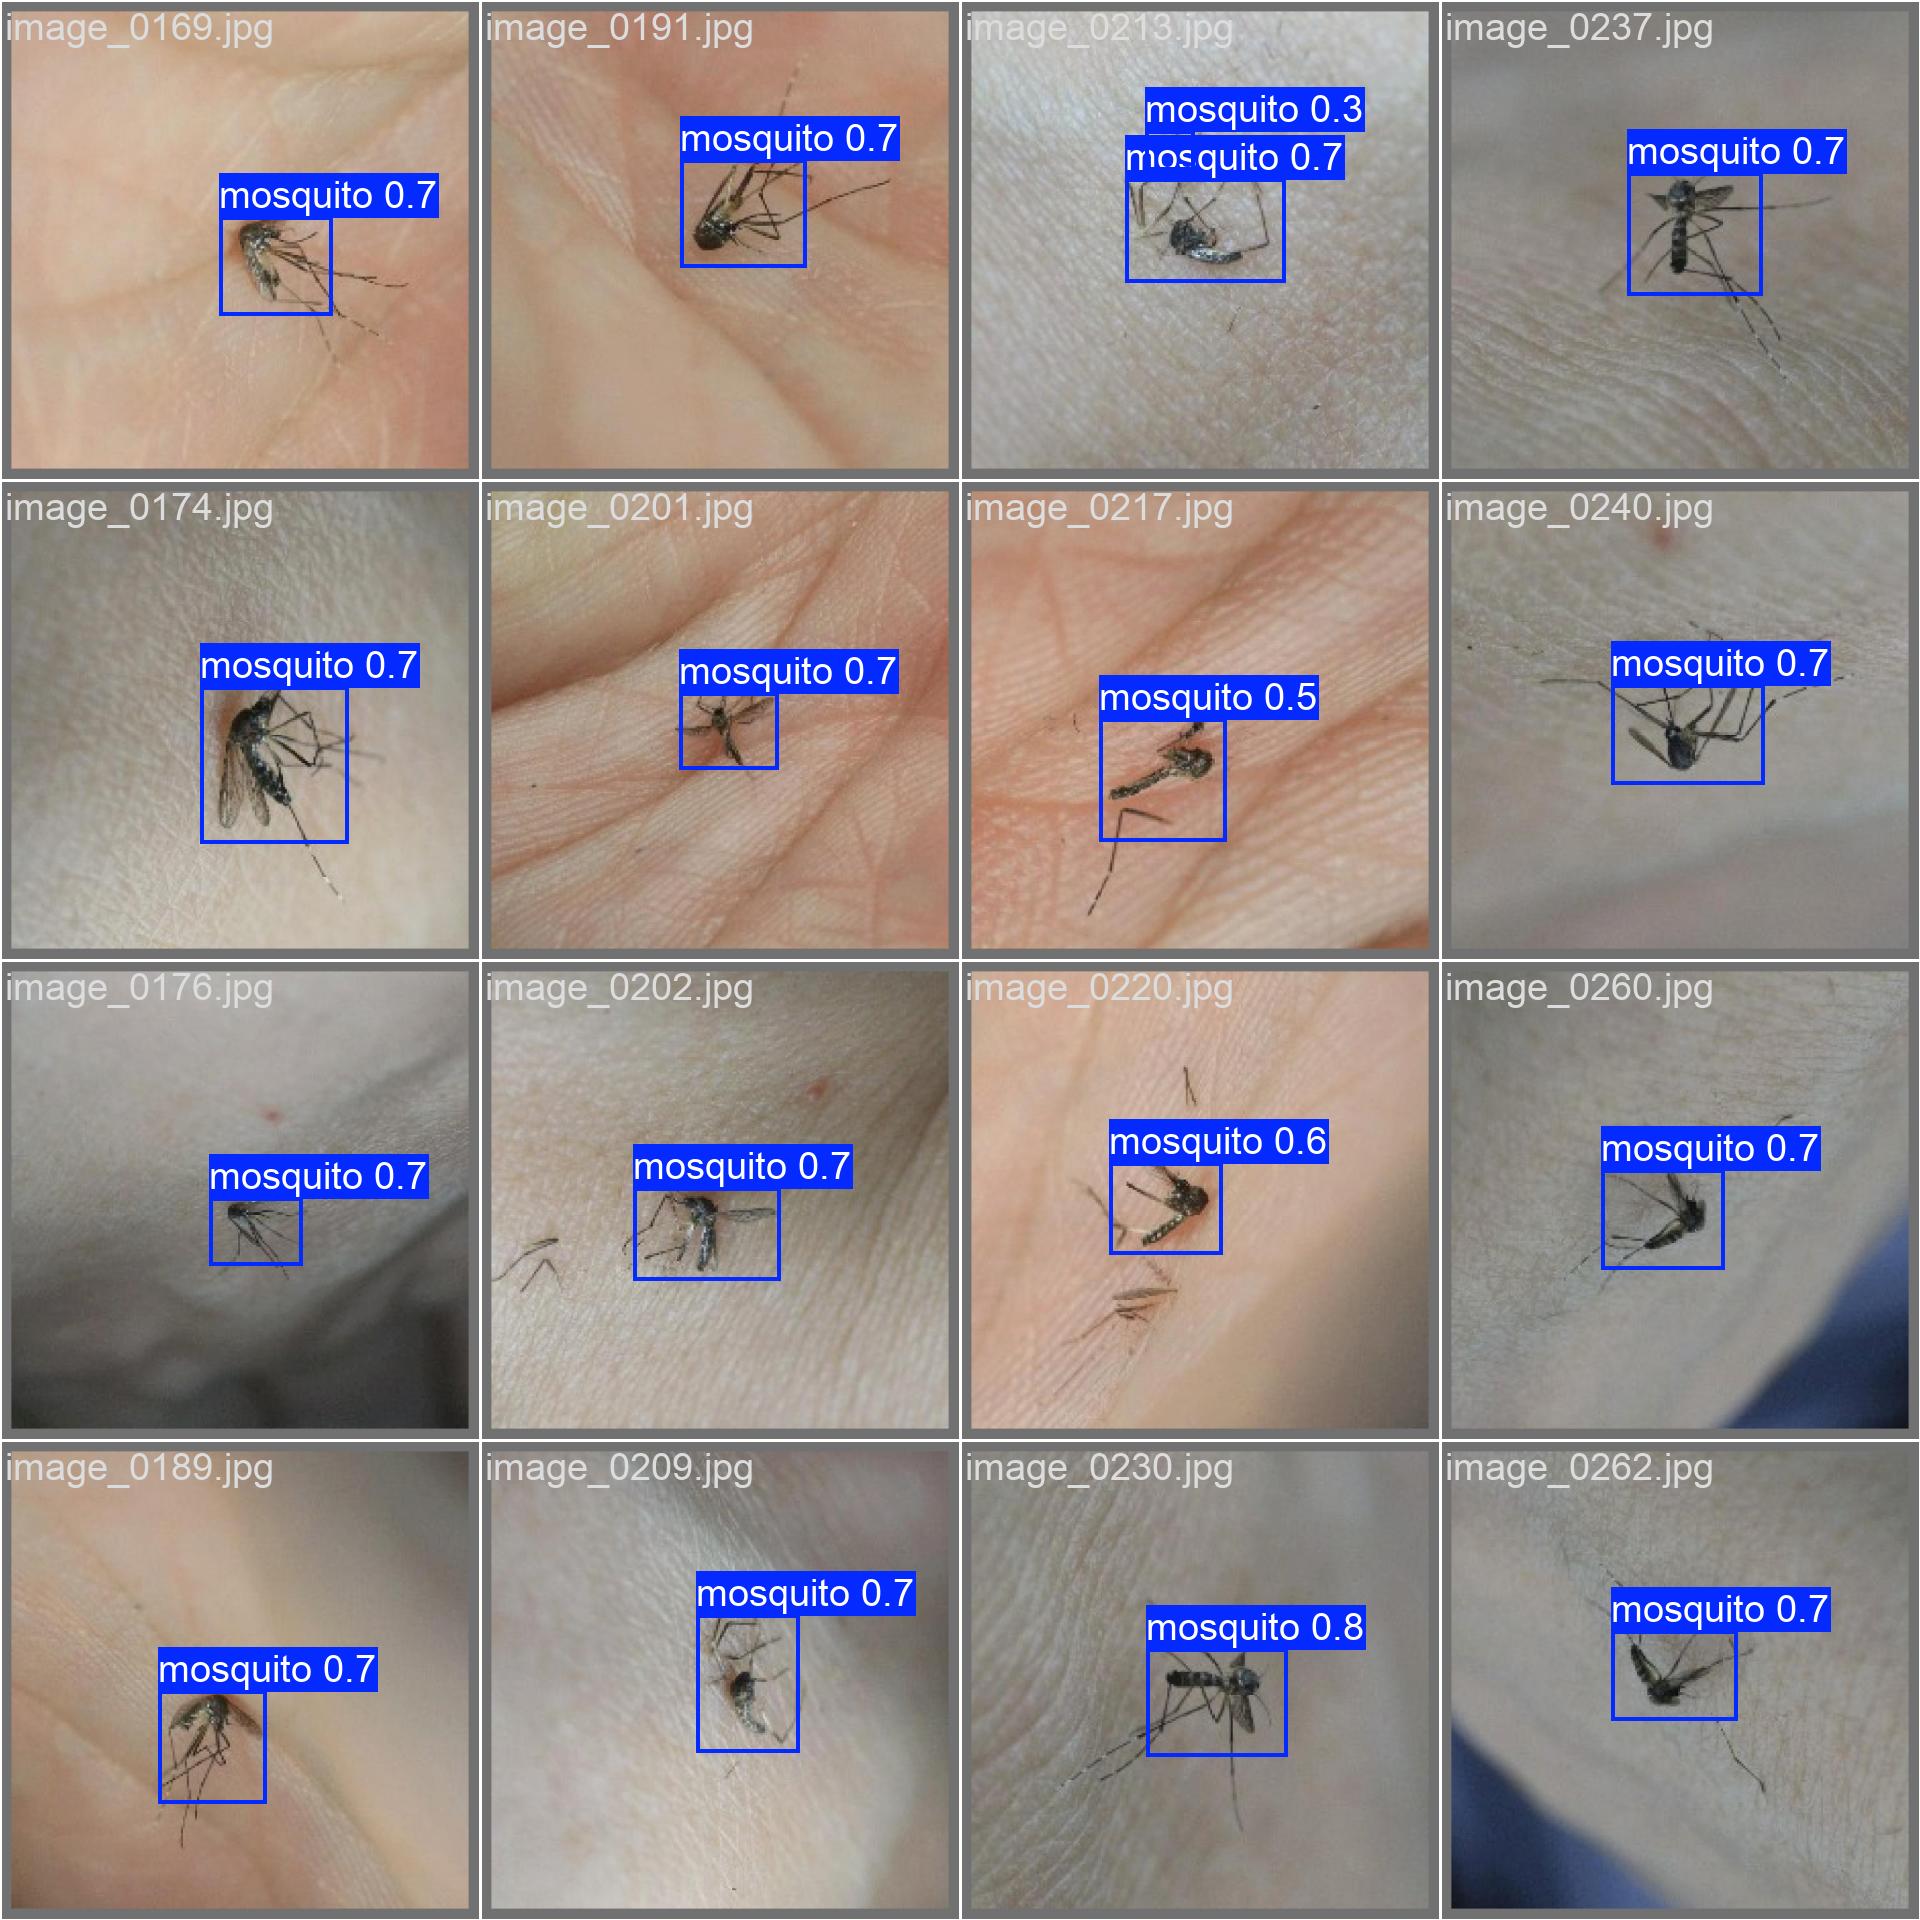 image_0169.jpg
mosquito 0.7
image_0191.jpg
mosquito 0.7
image_0213.jpg
mosquito 0.3
mosquito 0.7
image_0237.jpg
mosquito 0.7
image_0174.jpg
mosquito 0.7
image_0201.jpg
mosquito 0.7
image_0217.jpg
mosquito 0.5
image_0240.jpg
mosquito 0.7
image_0176.jpg
mosquito 0.7
image_0202.jpg
mosquito 0.7
image_0220.jpg
mosquito 0.6
image_0260.jpg
mosquito 0.7
image_0189.jpg
mosquito 0.7
image_0209.jpg
mosquito 0.7
image_0230.jpg
mosquito 0.8
image_0262.jpg
mosquito 0.7